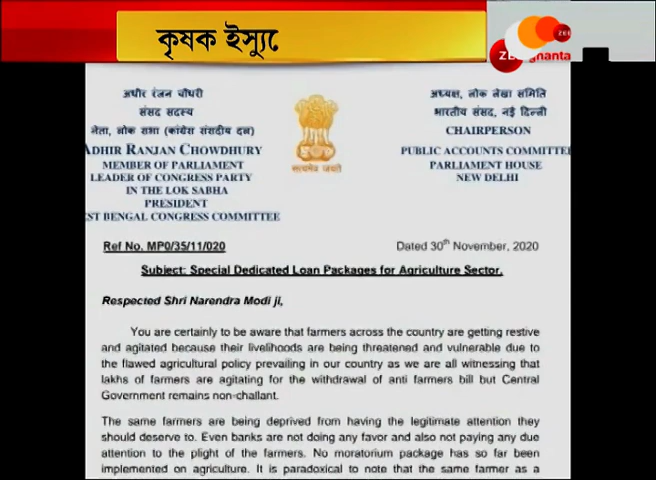 কৃষক ইস্যুে
अधीर रंजन चौधरी
संसद सदस्य
नेता, लोक सभा (कांग्रेस संसदीय दल)
ADHIR RANJAN CHOWDHURY
MEMBER OF PARLIAMENT
LEADER OF CONGRESS PARTY
IN THE LOK SABHA
PRESIDENT
EST BENGAL CONGRESS COMMITTEE
सत्यमेव जयते
अध्यक्ष, लोक लेखा समिति
भारतीय संसद, नई दिल्ली
CHAIRPERSON
PUBLIC ACCOUNTS COMMITTEE
PARLIAMENT HOUSE
NEW DELHI
Ref No. MP0/35/11/020
Dated 30th November, 2020
Subject: Special Dedicated Loan Packages for Agriculture Sector.
Respected Shri Narendra Modi ji,
You are certainly to be aware that farmers across the country are getting restive
and agitated because their livelihoods are being threatened and vulnerable due to
the flawed agricultural policy prevailing in our country as we are all witnessing that
lakhs of farmers are agitating for the withdrawal of anti farmers bill but Central
Government remains non-challant.
The same farmers are being deprived from having the legitimate attention they
should deserve to. Even banks are not doing any favor and also not paying any due
attention to the plight of the farmers. No moratorium package has so far been
implemented on agriculture. It is paradoxical to note that the same farmer as a